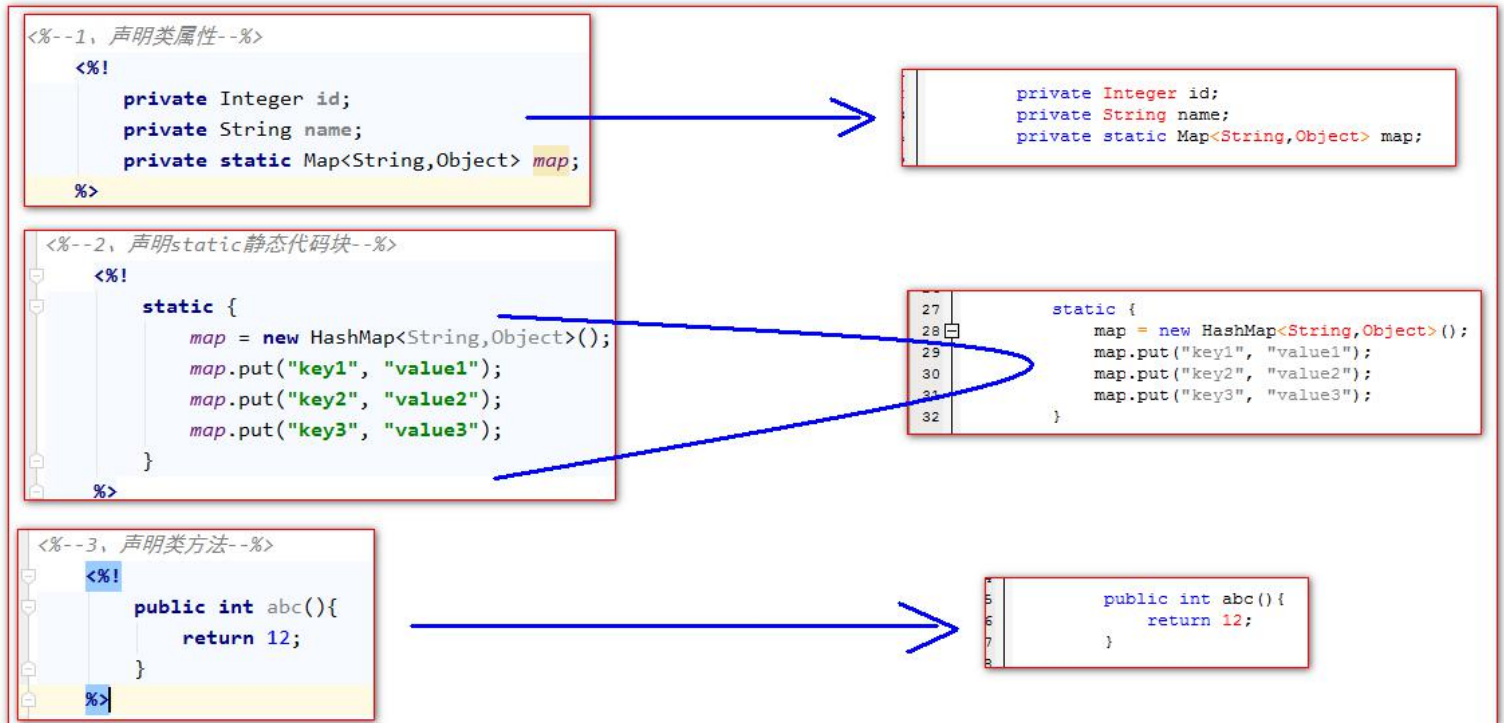 <%--1、声明类属性--%>
<%!
private Integer id;
private String name;
private static Map<String,Object> map;
%>
private Integer id;
private String name;
private static Map<String,Object> map;
<%--2、声明static静态代码块--%>
<%!
static {
map = new HashMap<String,Object>();
map.put("key1", "value1");
map.put("key2", "value2");
map.put("key3", "value3");
}
%>
27 static {
28 map = new HashMap<String,Object>();
29 map.put("key1", "value1");
30 map.put("key2", "value2");
31 map.put("key3", "value3");
32 }
<%--3、声明类方法--%>
<%!
public int abc(){
return 12;
}
%>
5 public int abc(){
6 return 12;
7 }